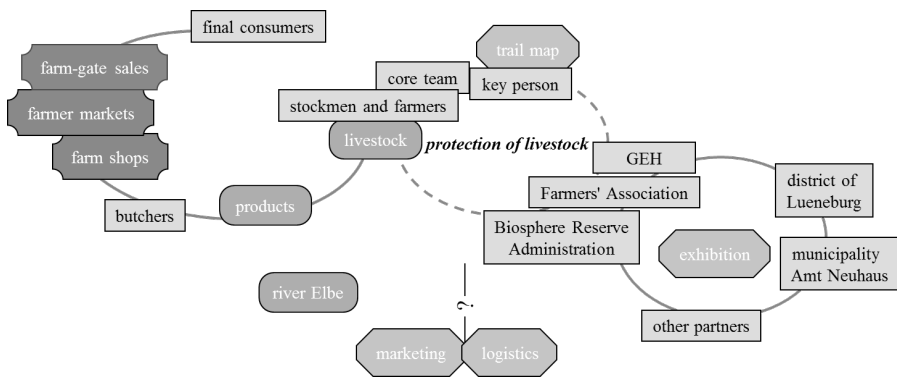 final consumers
farm-gate sales
farmer markets
farm shops
butchers
products
trail map
core team
key person
stockmen and farmers
livestock
protection of livestock
GEH
Farmers' Association
Biosphere Reserve
Administration
district of
Lueneburg
exhibition
municipality
Amt Neuhaus
other partners
river Elbe
?
marketing
logistics